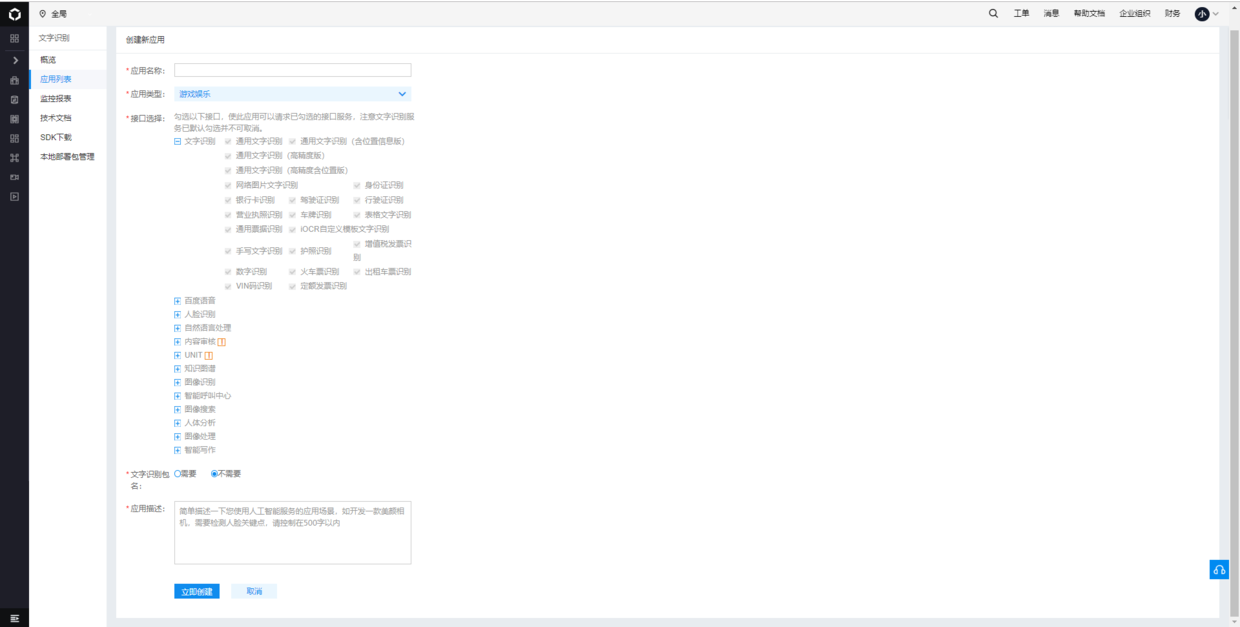 全局
工单 消息 帮助文档 企业组织 财务 小
文字识别
概览
应用列表
监控报表
技术文档
SDK下载
本地部署包管理
创建新应用
*应用名称：
*应用类型： 游戏娱乐
*接口选择： 勾选以下接口，使此应用可以请求已勾选的接口服务，注意文字识别服
务已默认勾选并不可取消。
文字识别 通用文字识别 通用文字识别（含位置信息版）
通用文字识别（高精度版）
通用文字识别（高精度含位置版）
网络图片文字识别 身份证识别
银行卡识别 驾驶证识别 行驶证识别
营业执照识别 车牌识别 表格文字识别
通用票据识别 iOCR自定义模板文字识别
手写文字识别 护照识别 增值税发票识
别
数字识别 火车票识别 出租车票识别
VIN码识别 定额发票识别
百度语音
人脸识别
自然语言处理
内容审核
UNIT
知识图谱
图像识别
智能呼叫中心
图像搜索
人体分析
图像处理
智能写作
*文字识别包 需要 不需要
名：
*应用描述： 简单描述一下您使用人工智能服务的应用场景，如开发一款美颜相
机，需要检测人脸关键点，请控制在500字以内
立即创建 取消